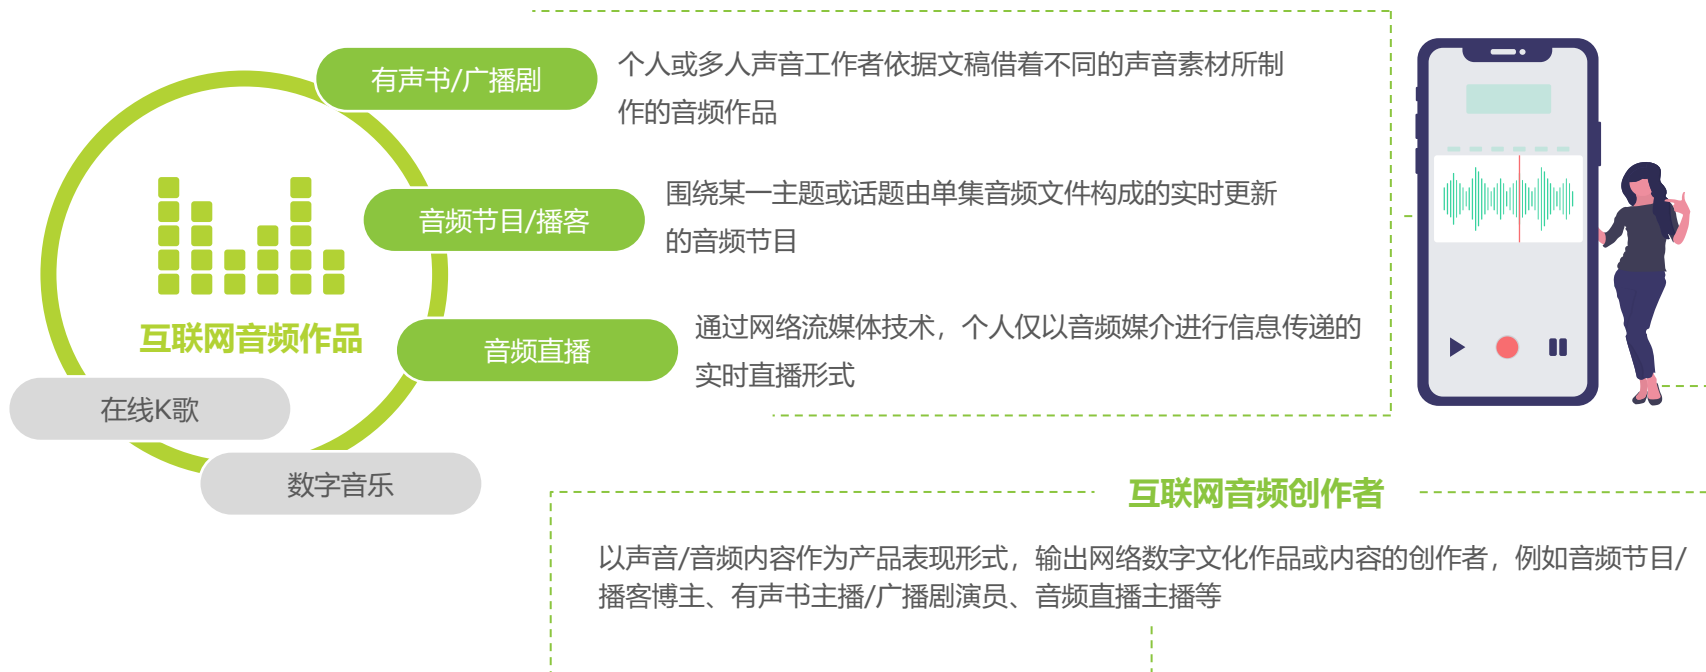 有声书/广播剧
个人或多人声音工作者依据文稿借着不同的声音素材所制
作的音频作品
音频节目/播客
围绕某一主题或话题由单集音频文件构成的实时更新
的音频节目
互联网音频作品
音频直播
通过网络流媒体技术，个人仅以音频媒介进行信息传递的
实时直播形式
在线K歌
数字音乐
互联网音频创作者
以声音/音频内容作为产品表现形式，输出网络数字文化作品或内容的创作者，例如音频节目/
播客博主、有声书主播/广播剧演员、音频直播主播等